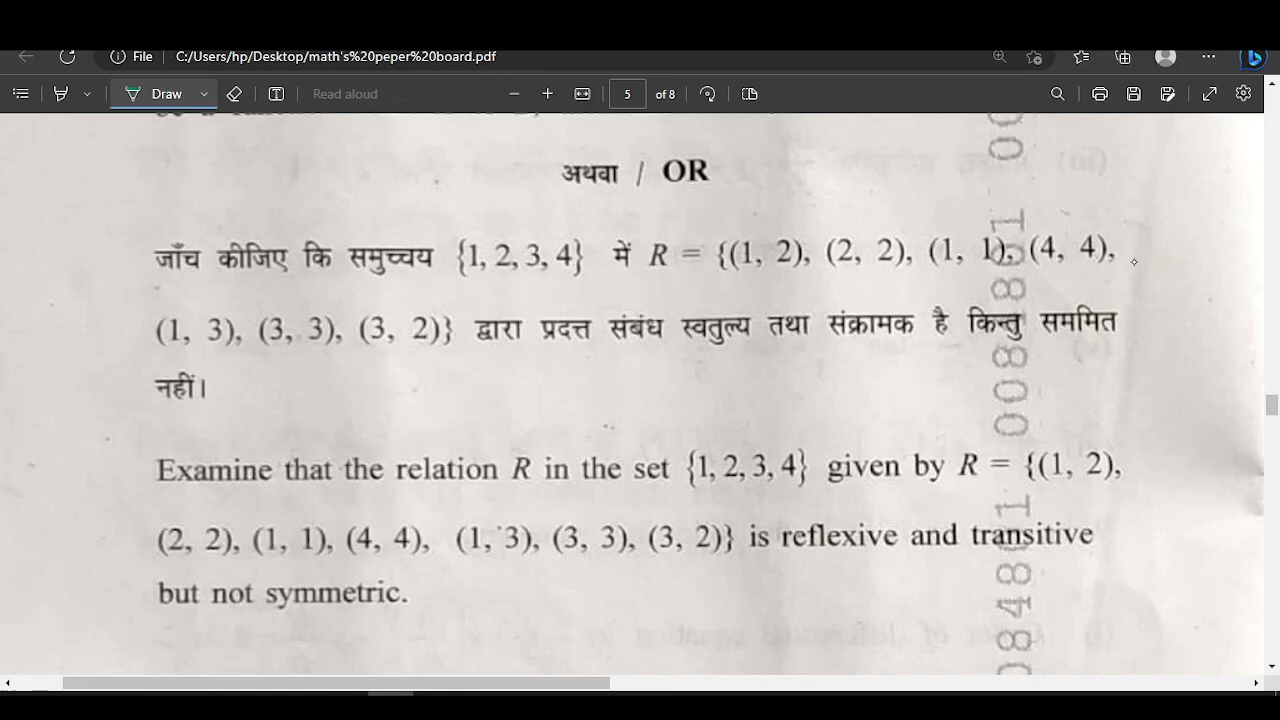 File C:/Users/hp/Desktop/math's%20peper%20board.pdf
Draw Read aloud 5 of 8
अथवा / OR
जाँच कीजिए कि समुच्चय {1, 2, 3, 4} में R = {(1, 2), (2, 2), (1, 1), (4, 4),
(1, 3), (3, 3), (3, 2)} द्वारा प्रदत्त संबंध स्वतुल्य तथा संक्रामक है किन्तु सममित
नहीं।
Examine that the relation R in the set {1, 2, 3, 4} given by R = {(1, 2),
(2, 2), (1, 1), (4, 4), (1, 3), (3, 3), (3, 2)} is reflexive and transitive
but not symmetric.